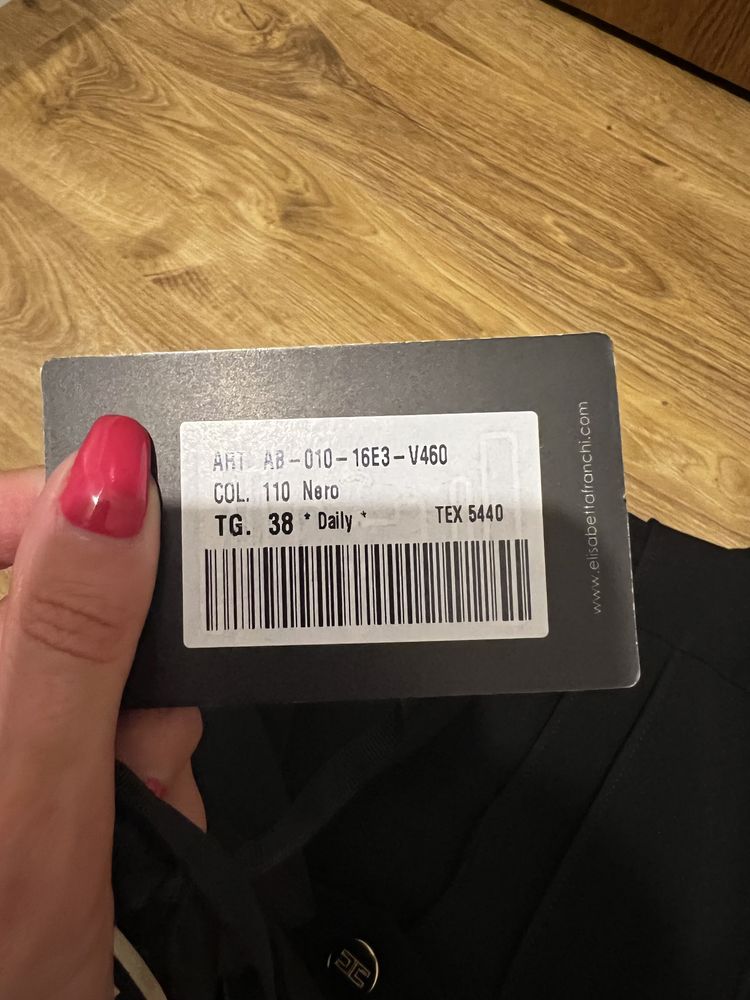 ART. AB-010-16E3-V460
COL. 110 Nero
TG. 38 * Daily * TEX 5440
www.elisabettafranchi.com